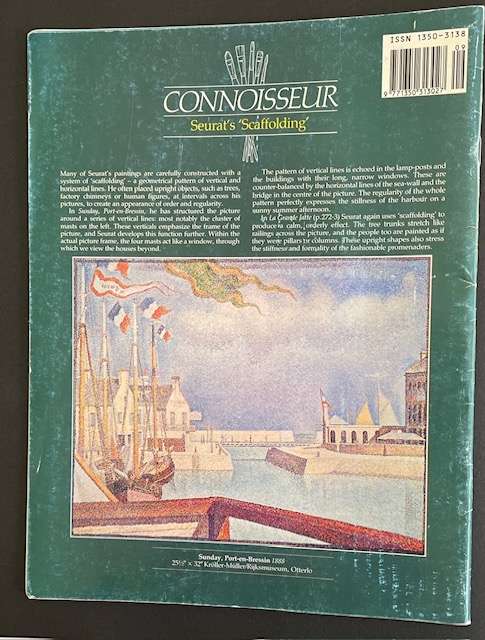 ISSN 1350-3138
09
9 771350 313027
CONNOISSEUR
Seurat's 'Scaffolding'
Many of Seurat's paintings are carefully constructed with a
system of 'scaffolding' – a geometrical pattern of vertical and
horizontal lines. He often placed upright objects, such as trees,
factory chimneys or human figures, at intervals across his
pictures, to create an appearance of order and regularity.
In Sunday, Port-en-Bressin, he has structured the picture
around a series of vertical lines: most notably the cluster of
masts on the left. These verticals emphasize the frame of the
picture, and Seurat develops this function further. Within the
actual picture frame, the four masts act like a window, through
which we view the houses beyond.
The pattern of vertical lines is echoed in the lamp-posts and
the buildings with their long, narrow windows. These are
counter-balanced by the horizontal lines of the sea-wall and the
bridge in the centre of the picture. The regularity of the whole
pattern perfectly expresses the stillness of the harbour on a
sunny summer afternoon.
In La Grande Jatte (p.272-3) Seurat again uses 'scaffolding' to
produce a calm, orderly effect. The tree trunks stretch like
railings across the picture, and the people too are painted as if
they were pillars or columns. These upright shapes also stress
the stiffness and formality of the fashionable promenaders.
Sunday, Port-en-Bressin 1888
25½" × 32" Kröller-Müller/Rijksmuseum, Otterlo